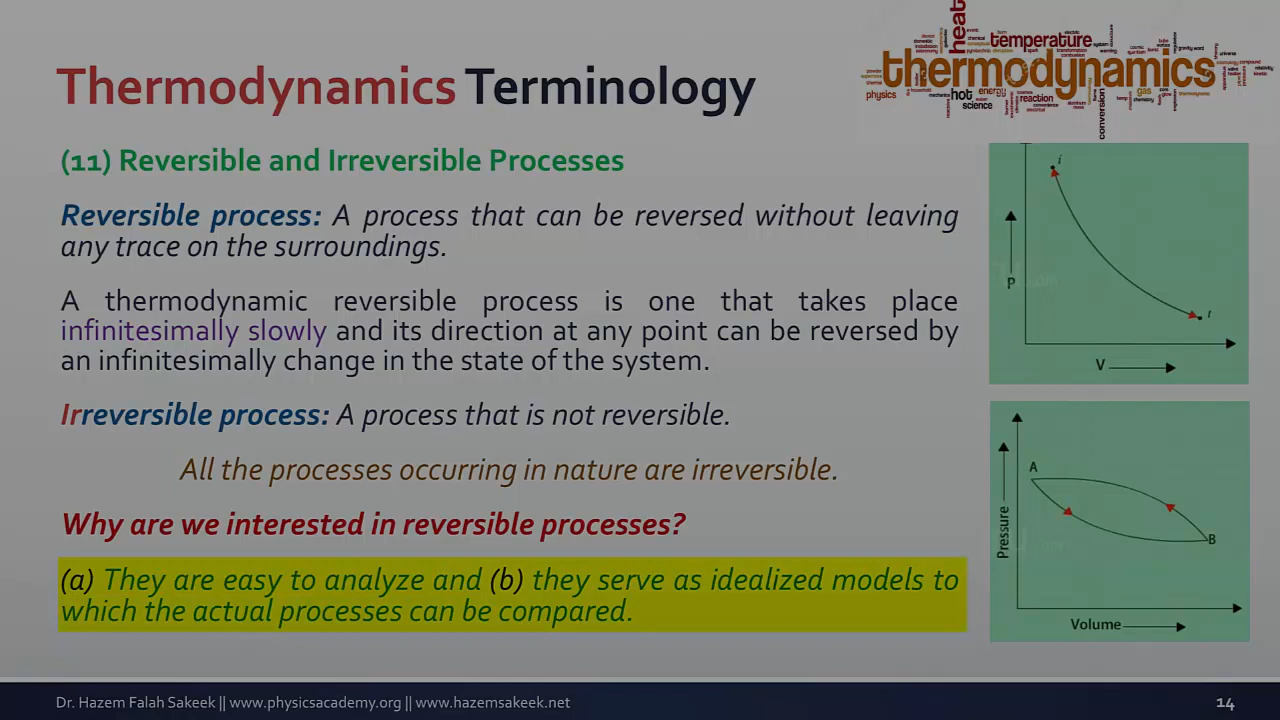 Thermodynamics Terminology
heat
temperature
thermodynamics
physics
hot
energy
science
reaction
gas
conversion
(11) Reversible and Irreversible Processes
Reversible process: A process that can be reversed without leaving
any trace on the surroundings.
A thermodynamic reversible process is one that takes place
infinitesimally slowly and its direction at any point can be reversed by
an infinitesimally change in the state of the system.
Irreversible process: A process that is not reversible.
All the processes occurring in nature are irreversible.
Why are we interested in reversible processes?
(a) They are easy to analyze and (b) they serve as idealized models to
which the actual processes can be compared.
i
P
V
A
B
Pressure
Volume
Dr. Hazem Falah Sakeek || www.physicsacademy.org || www.hazemsakeek.net
14